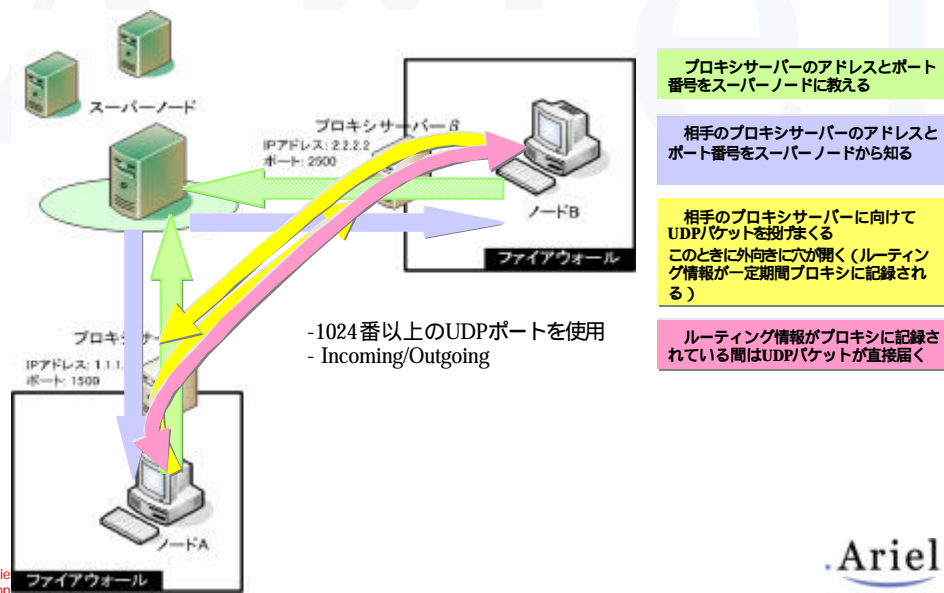 スーパーノード
プロキシサーバーB
IPアドレス: 2.2.2.2
ポート: 2500
ノードB
ファイアウォール
プロキシサ
IPアドレス: 1.1.1.
ポート: 1500
ノードA
ファイアウォール
-1024番以上のUDPポートを使用
- Incoming/Outgoing
プロキシサーバーのアドレスとポート
番号をスーパーノードに教える
相手のプロキシサーバーのアドレスと
ポート番号をスーパーノードから知る
相手のプロキシサーバーに向けて
UDPパケットを投げまくる
このときに外向きに穴が開く(ルーティン
グ情報が一定期間プロキシに記録され
る)
ルーティング情報がプロキシに記録さ
れている間はUDPパケットが直接届く
.Ariel